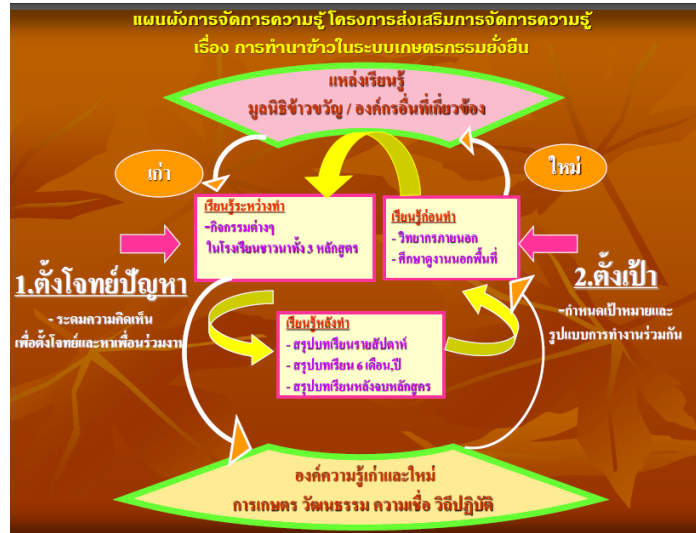 แผนผังการจัดการความรู้ โครงการส่งเสริมการจัดการความรู้
เรื่อง การทำนาข้าวในระบบเกษตรกรรมยั่งยืน
แหล่งเรียนรู้
มูลนิธิข้าวขวัญ / องค์กรอื่นที่เกี่ยวข้อง
เก่า
ใหม่
เรียนรู้ระหว่างทำ
-กิจกรรมต่างๆ
ในโรงเรียนชาวนาทั้ง 3 หลักสูตร
เรียนรู้ก่อนทำ
- วิทยากรภายนอก
- ศึกษาดูงานนอกพื้นที่
1.ตั้งโจทย์ปัญหา
- ระดมความคิดเห็น
เพื่อตั้งโจทย์และหาเพื่อนร่วมงาน
2.ตั้งเป้า
-กำหนดเป้าหมายและ
รูปแบบการทำงานร่วมกัน
เรียนรู้หลังทำ
- สรุปบทเรียนรายสัปดาห์
- สรุปบทเรียน 6 เดือน,ปี
- สรุปบทเรียนหลังจบหลักสูตร
องค์ความรู้เก่าและใหม่
การเกษตร วัฒนธรรม ความเชื่อ วิถีปฏิบัติ